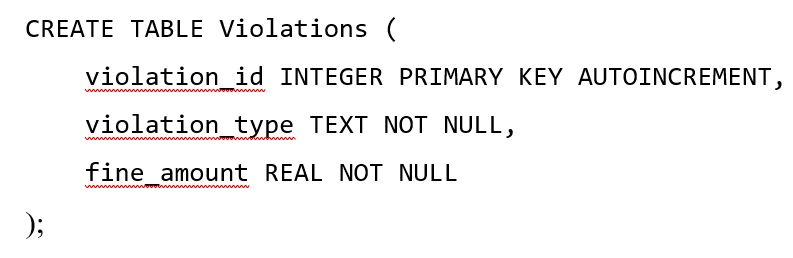 CREATE TABLE Violations (
violation_id INTEGER PRIMARY KEY AUTOINCREMENT,
violation_type TEXT NOT NULL,
fine_amount REAL NOT NULL
);